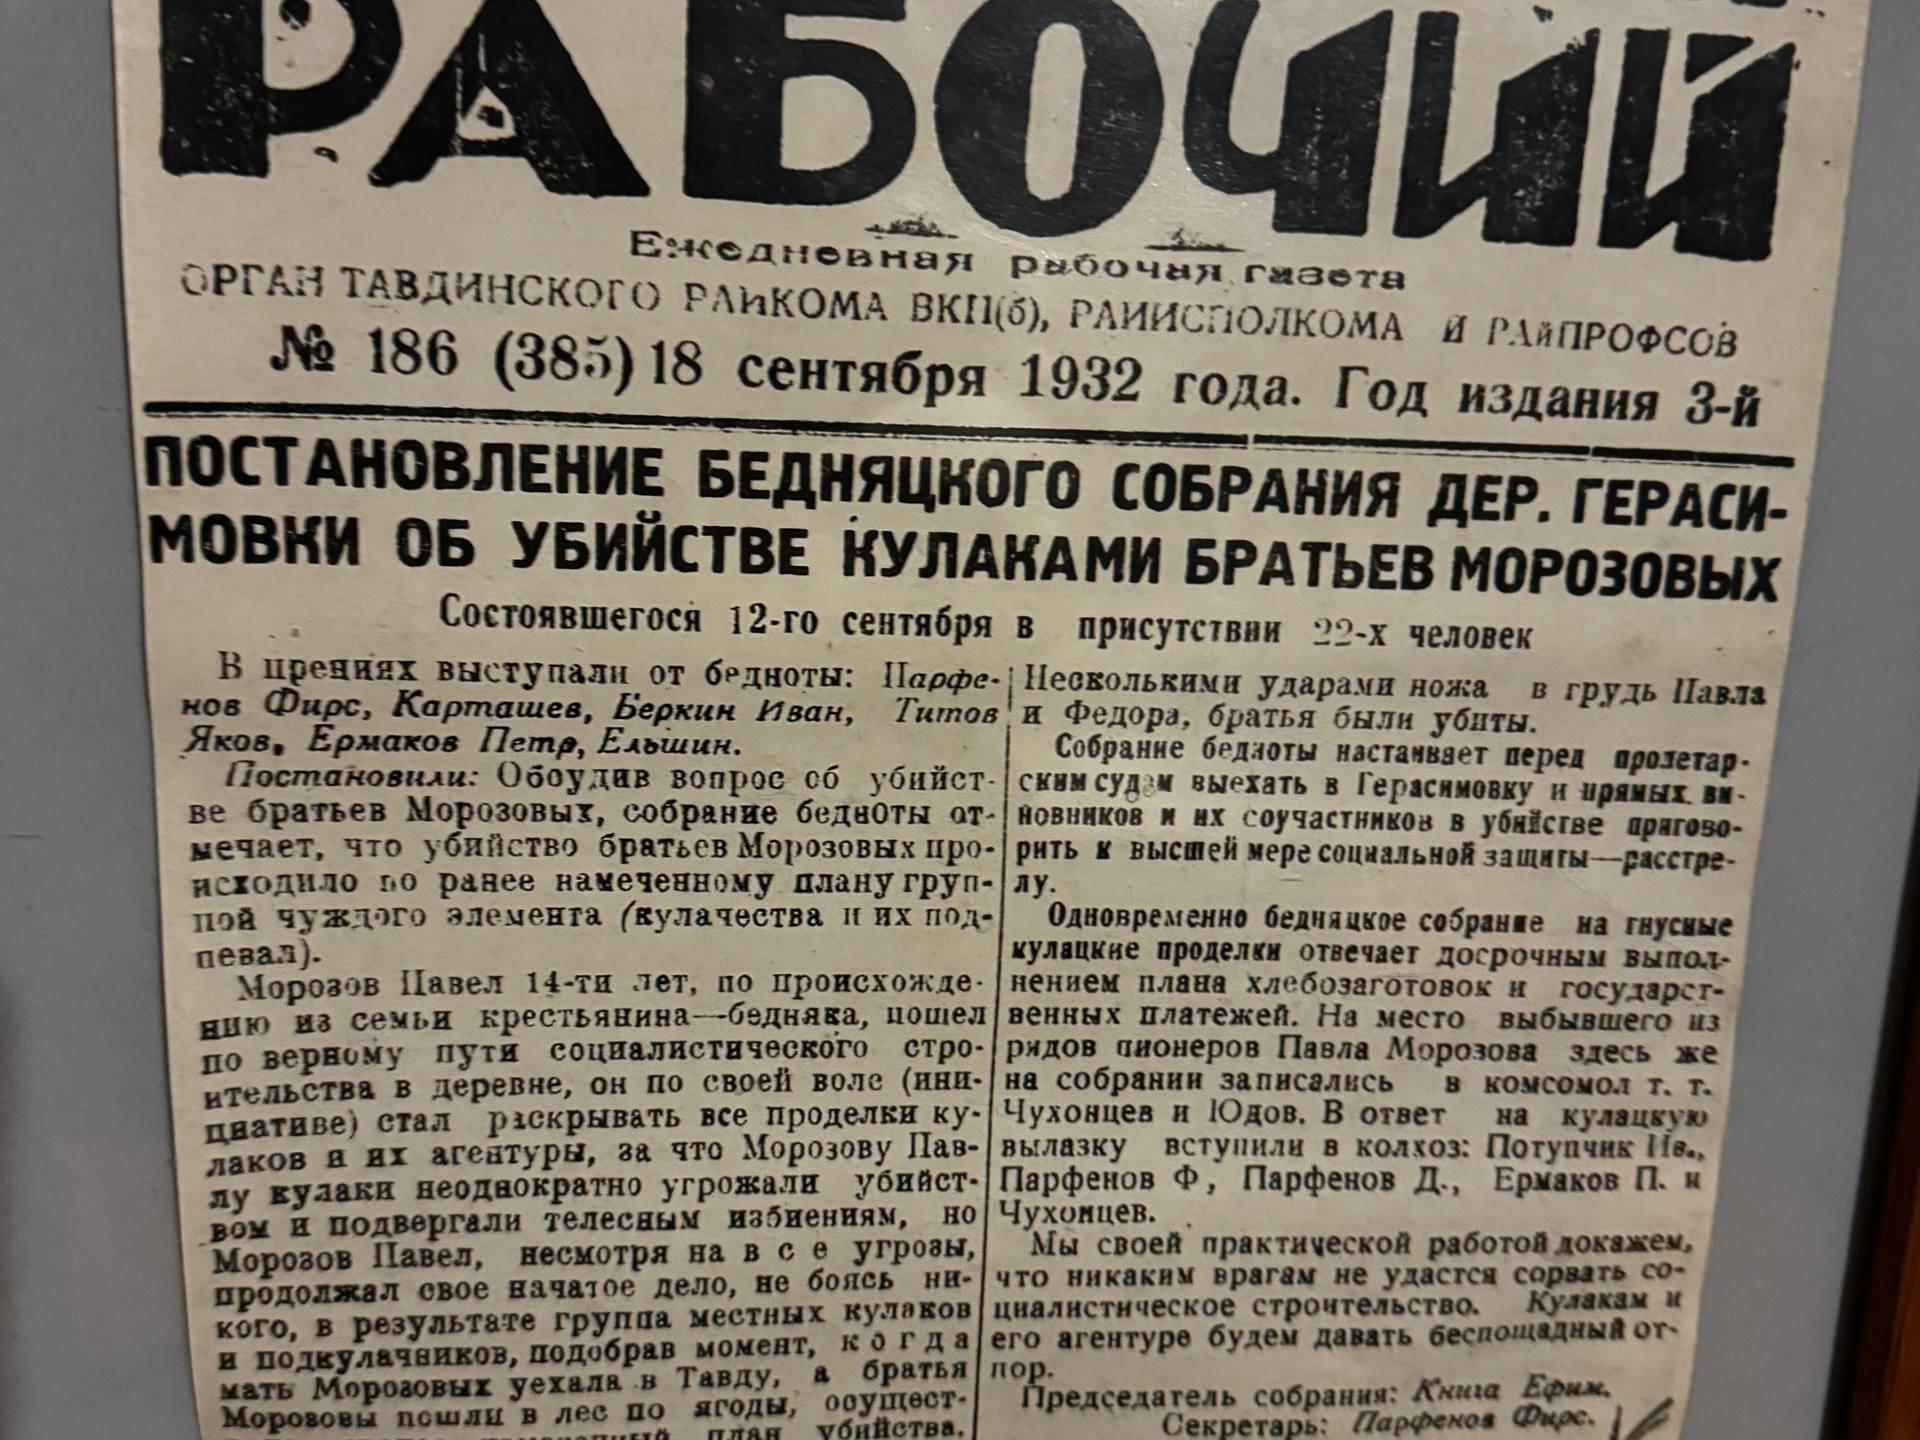 РАБОЧИЙ
Ежедневная рабочая газета
ОРГАН ТАВДИНСКОГО РАЙКОМА ВКП(б), РАЙИСПОЛКОМА И РАЙПРОФСОВ
№ 186 (385) 18 сентября 1932 года. Год издания 3-й
ПОСТАНОВЛЕНИЕ БЕДНЯЦКОГО СОБРАНИЯ ДЕР. ГЕРАСИ-
МОВКИ ОБ УБИЙСТВЕ КУЛАКАМИ БРАТЬЕВ МОРОЗОВЫХ
Состоявшегося 12-го сентября в присутствии 22-х человек
В прениях выступали от бедноты: Парфе-
нов Фирс, Карташев, Беркин Иван, Титов
Яков, Ермаков Петр, Ельшин.
Постановили: Обсудив вопрос об убийст-
ве братьев Морозовых, собрание бедноты от-
мечает, что убийство братьев Морозовых про-
исходило по ранее намеченному плану груп-
пой чуждого элемента (кулачества и их под-
певал).
Морозов Павел 14-ти лет, по происхожде-
нию из семьи крестьянина—бедняка, пошел
по верному пути социалистического стро-
ительства в деревне, он по своей воле (ини-
циативе) стал раскрывать все проделки ку-
лаков и их агентуры, за что Морозову Пав-
лу кулаки неоднократно угрожали убийст-
вом и подвергали телесным избиениям, но
Морозов Павел, несмотря на все угрозы,
продолжал свое начатое дело, не боясь ни-
кого, в результате группа местных кулаков
и подкулачников, подобрав момент, когда
мать Морозовых уехала в Тавду, а братья
Морозовы пошли в лес по ягоды, осущест-
план убийства.
Несколькими ударами ножа в грудь Павла
и Федора, братья были убиты.
Собрание бедноты настаивает перед пролетар-
ским судом выехать в Герасимовку и прямых ви-
новников и их соучастников в убийстве пригово-
рить к высшей мере социальной защиты—расстре-
лу.
Одновременно бедняцкое собрание на гнусные
кулацкие проделки отвечает досрочным выпол-
нением плана хлебозаготовок и государст-
венных платежей. На место выбывшего из
рядов пионеров Павла Морозова здесь же
на собрании записались в комсомол т. т.
Чухонцев и Юдов. В ответ на кулацкую
вылазку вступили в колхоз: Потупчик Ив.,
Парфенов Ф, Парфенов Д., Ермаков П. и
Чухонцев.
Мы своей практической работой докажем,
что никаким врагам не удастся сорвать со-
циалистическое строительство. Кулакам и
его агентуре будем давать беспощадный от-
пор.
Председатель собрания: Книга Ефим.
Секретарь: Парфенов Фирс.